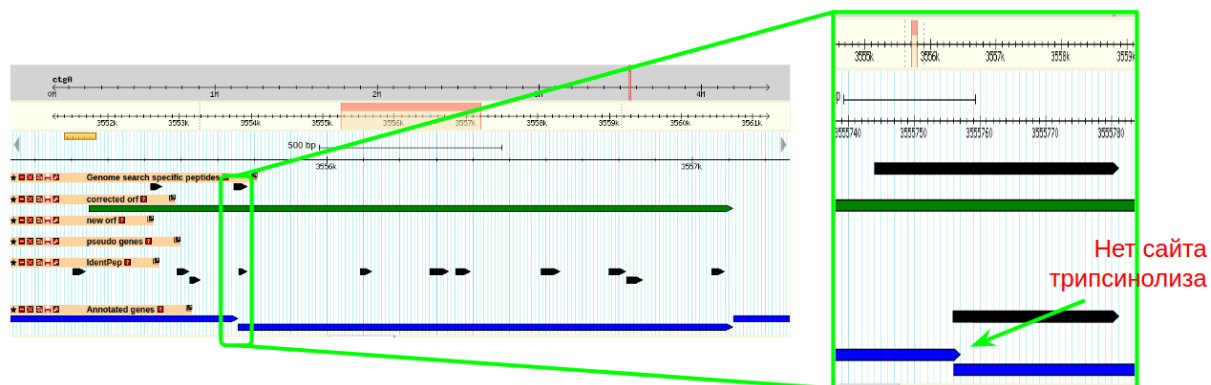 ctgA
0M 1M 2M 3M 4M
3552k 3553k 3554k 3555k 3556k 3557k 3558k 3559k 3560k 3561k
500 bp
3556k 3557k
Genome search specific peptides
corrected orf
new orf
pseudo genes
IdentPep
Annotated genes
3555k 3556k 3557k 3558k 3559k
3555740 3555750 3555760 3555770 3555780
Нет сайта
трипсинолиза